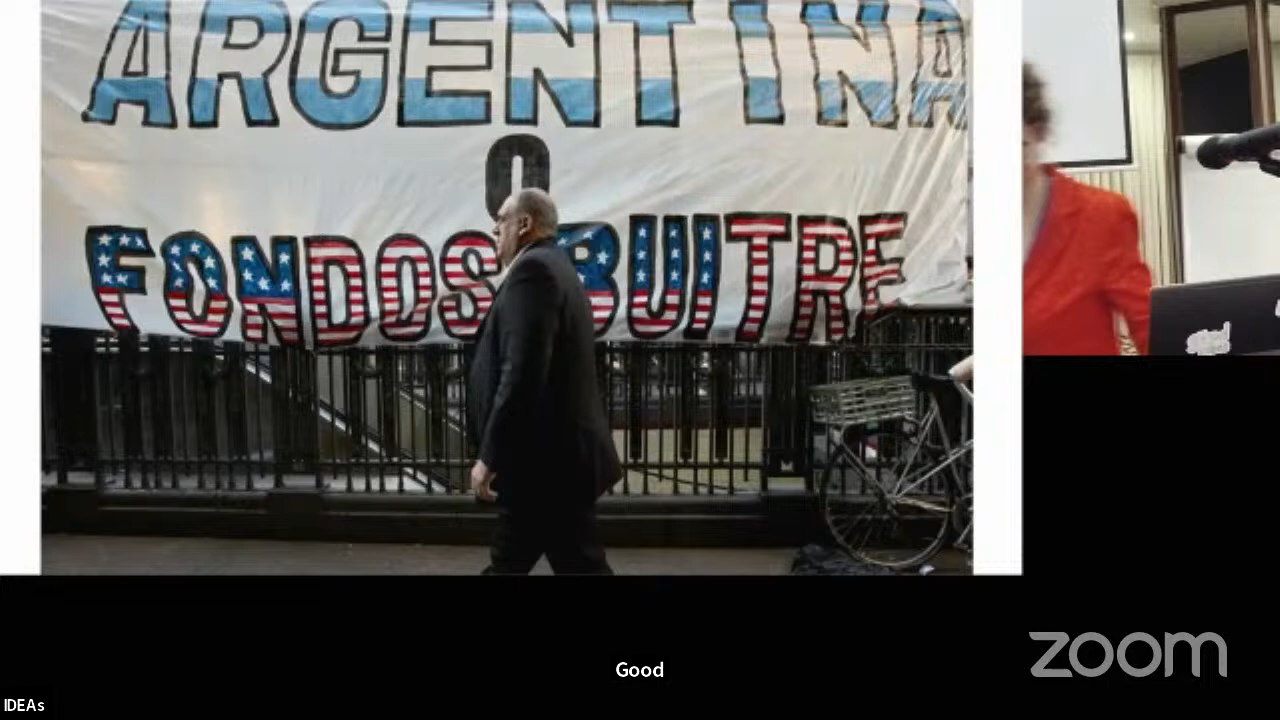 ARGENTINA
O
FONDOS BUITRE
Good
zoom
IDEAs